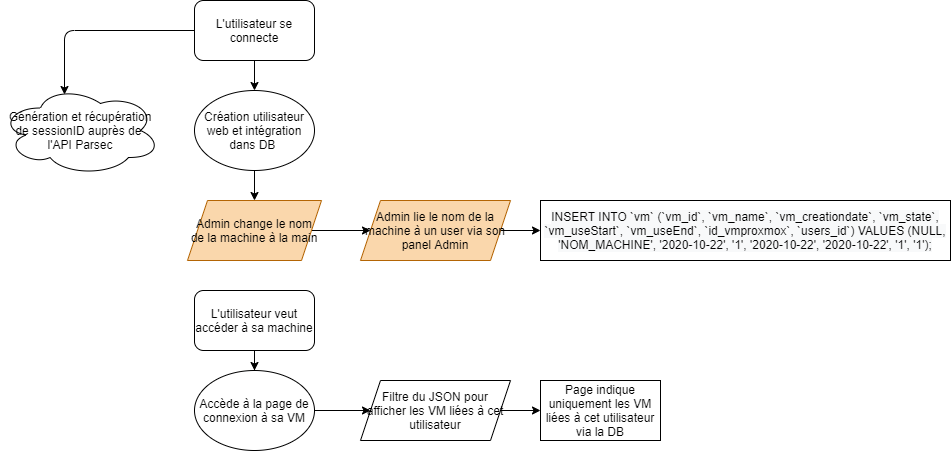 L'utilisateur se
connecte
Génération et récupération
de sessionID auprès de
l'API Parsec
Création utilisateur
web et intégration
dans DB
Admin change le nom
de la machine à la main
Admin lie le nom de la
machine à un user via son
panel Admin
INSERT INTO `vm` (`vm_id`, `vm_name`, `vm_creationdate`, `vm_state`,
`vm_useStart`, `vm_useEnd`, `id_vmproxmox`, `users_id`) VALUES (NULL,
'NOM_MACHINE', '2020-10-22', '1', '2020-10-22', '2020-10-22', '1', '1');
L'utilisateur veut
accéder à sa machine
Accède à la page de
connexion à sa VM
Filtre du JSON pour
afficher les VM liées à cet
utilisateur
Page indique
uniquement les VM
liées à cet utilisateur
via la DB